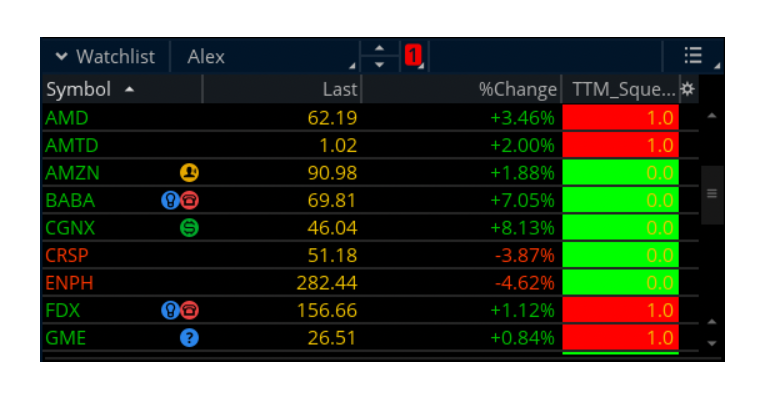 Watchlist Alex 1
Symbol Last %Change TTM_Sque...
AMD 62.19 +3.46% 1.0
AMTD 1.02 +2.00% 1.0
AMZN 90.98 +1.88% 0.0
BABA 69.81 +7.05% 0.0
CGNX 46.04 +8.13% 0.0
CRSP 51.18 -3.87% 0.0
ENPH 282.44 -4.62% 0.0
FDX 156.66 +1.12% 1.0
GME ? 26.51 +0.84% 1.0